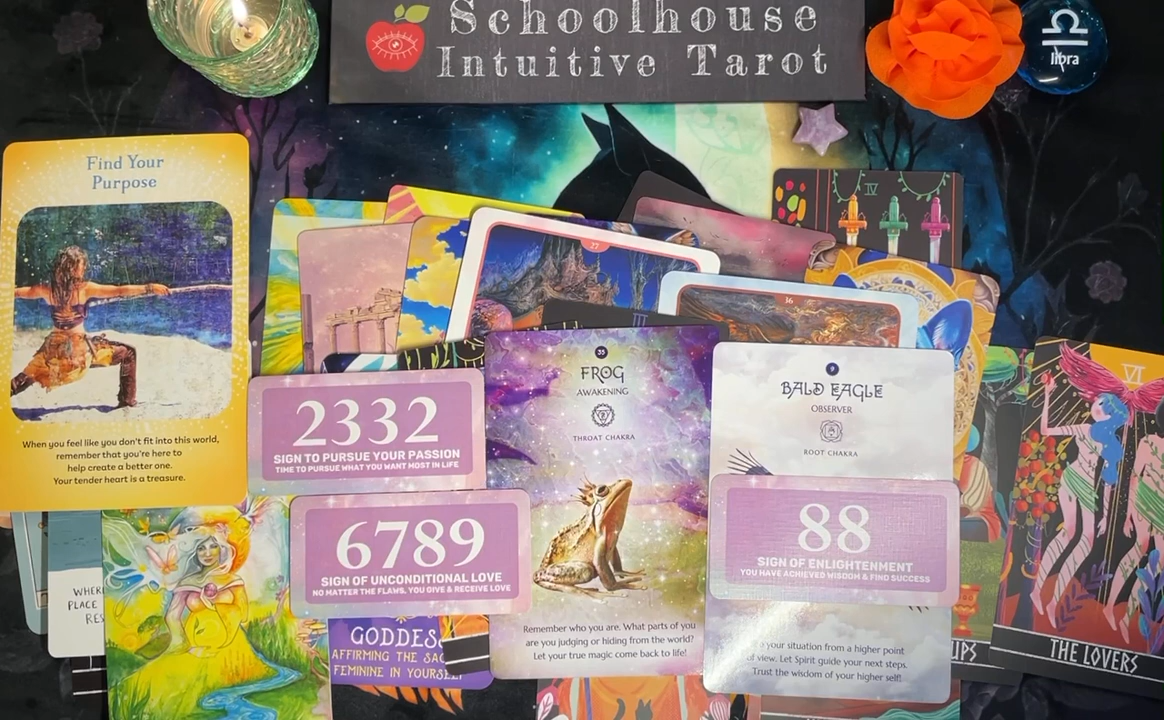 Schoolhouse
Intuitive Tarot
libra
Find Your
Purpose
When you feel like you don't fit into this world,
remember that you're here to
help create a better one.
Your tender heart is a treasure.
IV
27
36
VI
2332
SIGN TO PURSUE YOUR PASSION
TIME TO PURSUE WHAT YOU WANT MOST IN LIFE
6789
SIGN OF UNCONDITIONAL LOVE
NO MATTER THE FLAWS, YOU GIVE & RECEIVE LOVE
35
FROG
AWAKENING
THROAT CHAKRA
Remember who you are. What parts of you
are you judging or hiding from the world?
Let your true magic come back to life!
9
BALD EAGLE
OBSERVER
ROOT CHAKRA
88
SIGN OF ENLIGHTENMENT
YOU HAVE ACHIEVED WISDOM & FIND SUCCESS
your situation from a higher point
of view. Let Spirit guide your next steps.
Trust the wisdom of your higher self!
PLACE
RES
GODDES
AFFIRMING THE SAC
FEMININE IN YOURSELF
UPS
THE LOVERS